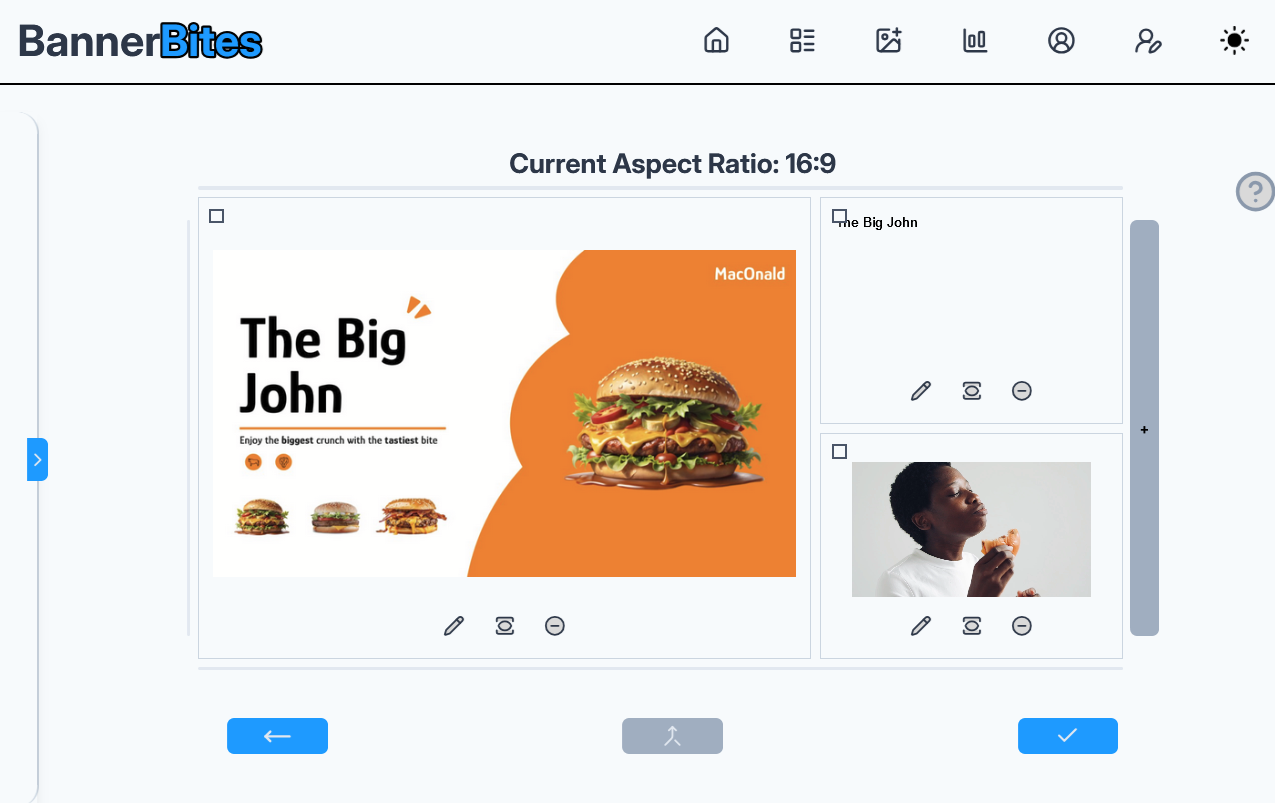 BannerBites
Current Aspect Ratio: 16:9
MacOnald
The Big
John
Enjoy the biggest crunch with the tastiest bite
The Big John
+